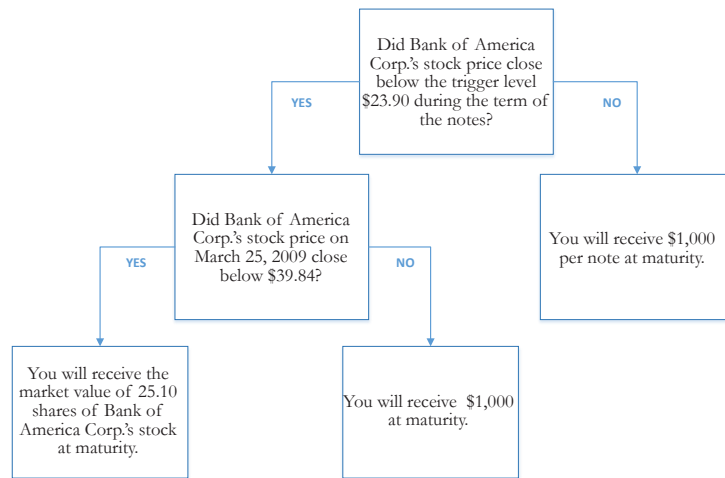 Did Bank of America
Corp.'s stock price close
below the trigger level
$23.90 during the term of
the notes?
YES
NO
Did Bank of America
Corp.'s stock price on
March 25, 2009 close
below $39.84?
You will receive $1,000
per note at maturity.
YES
NO
You will receive the
market value of 25.10
shares of Bank of
America Corp.'s stock
at maturity.
You will receive $1,000
at maturity.